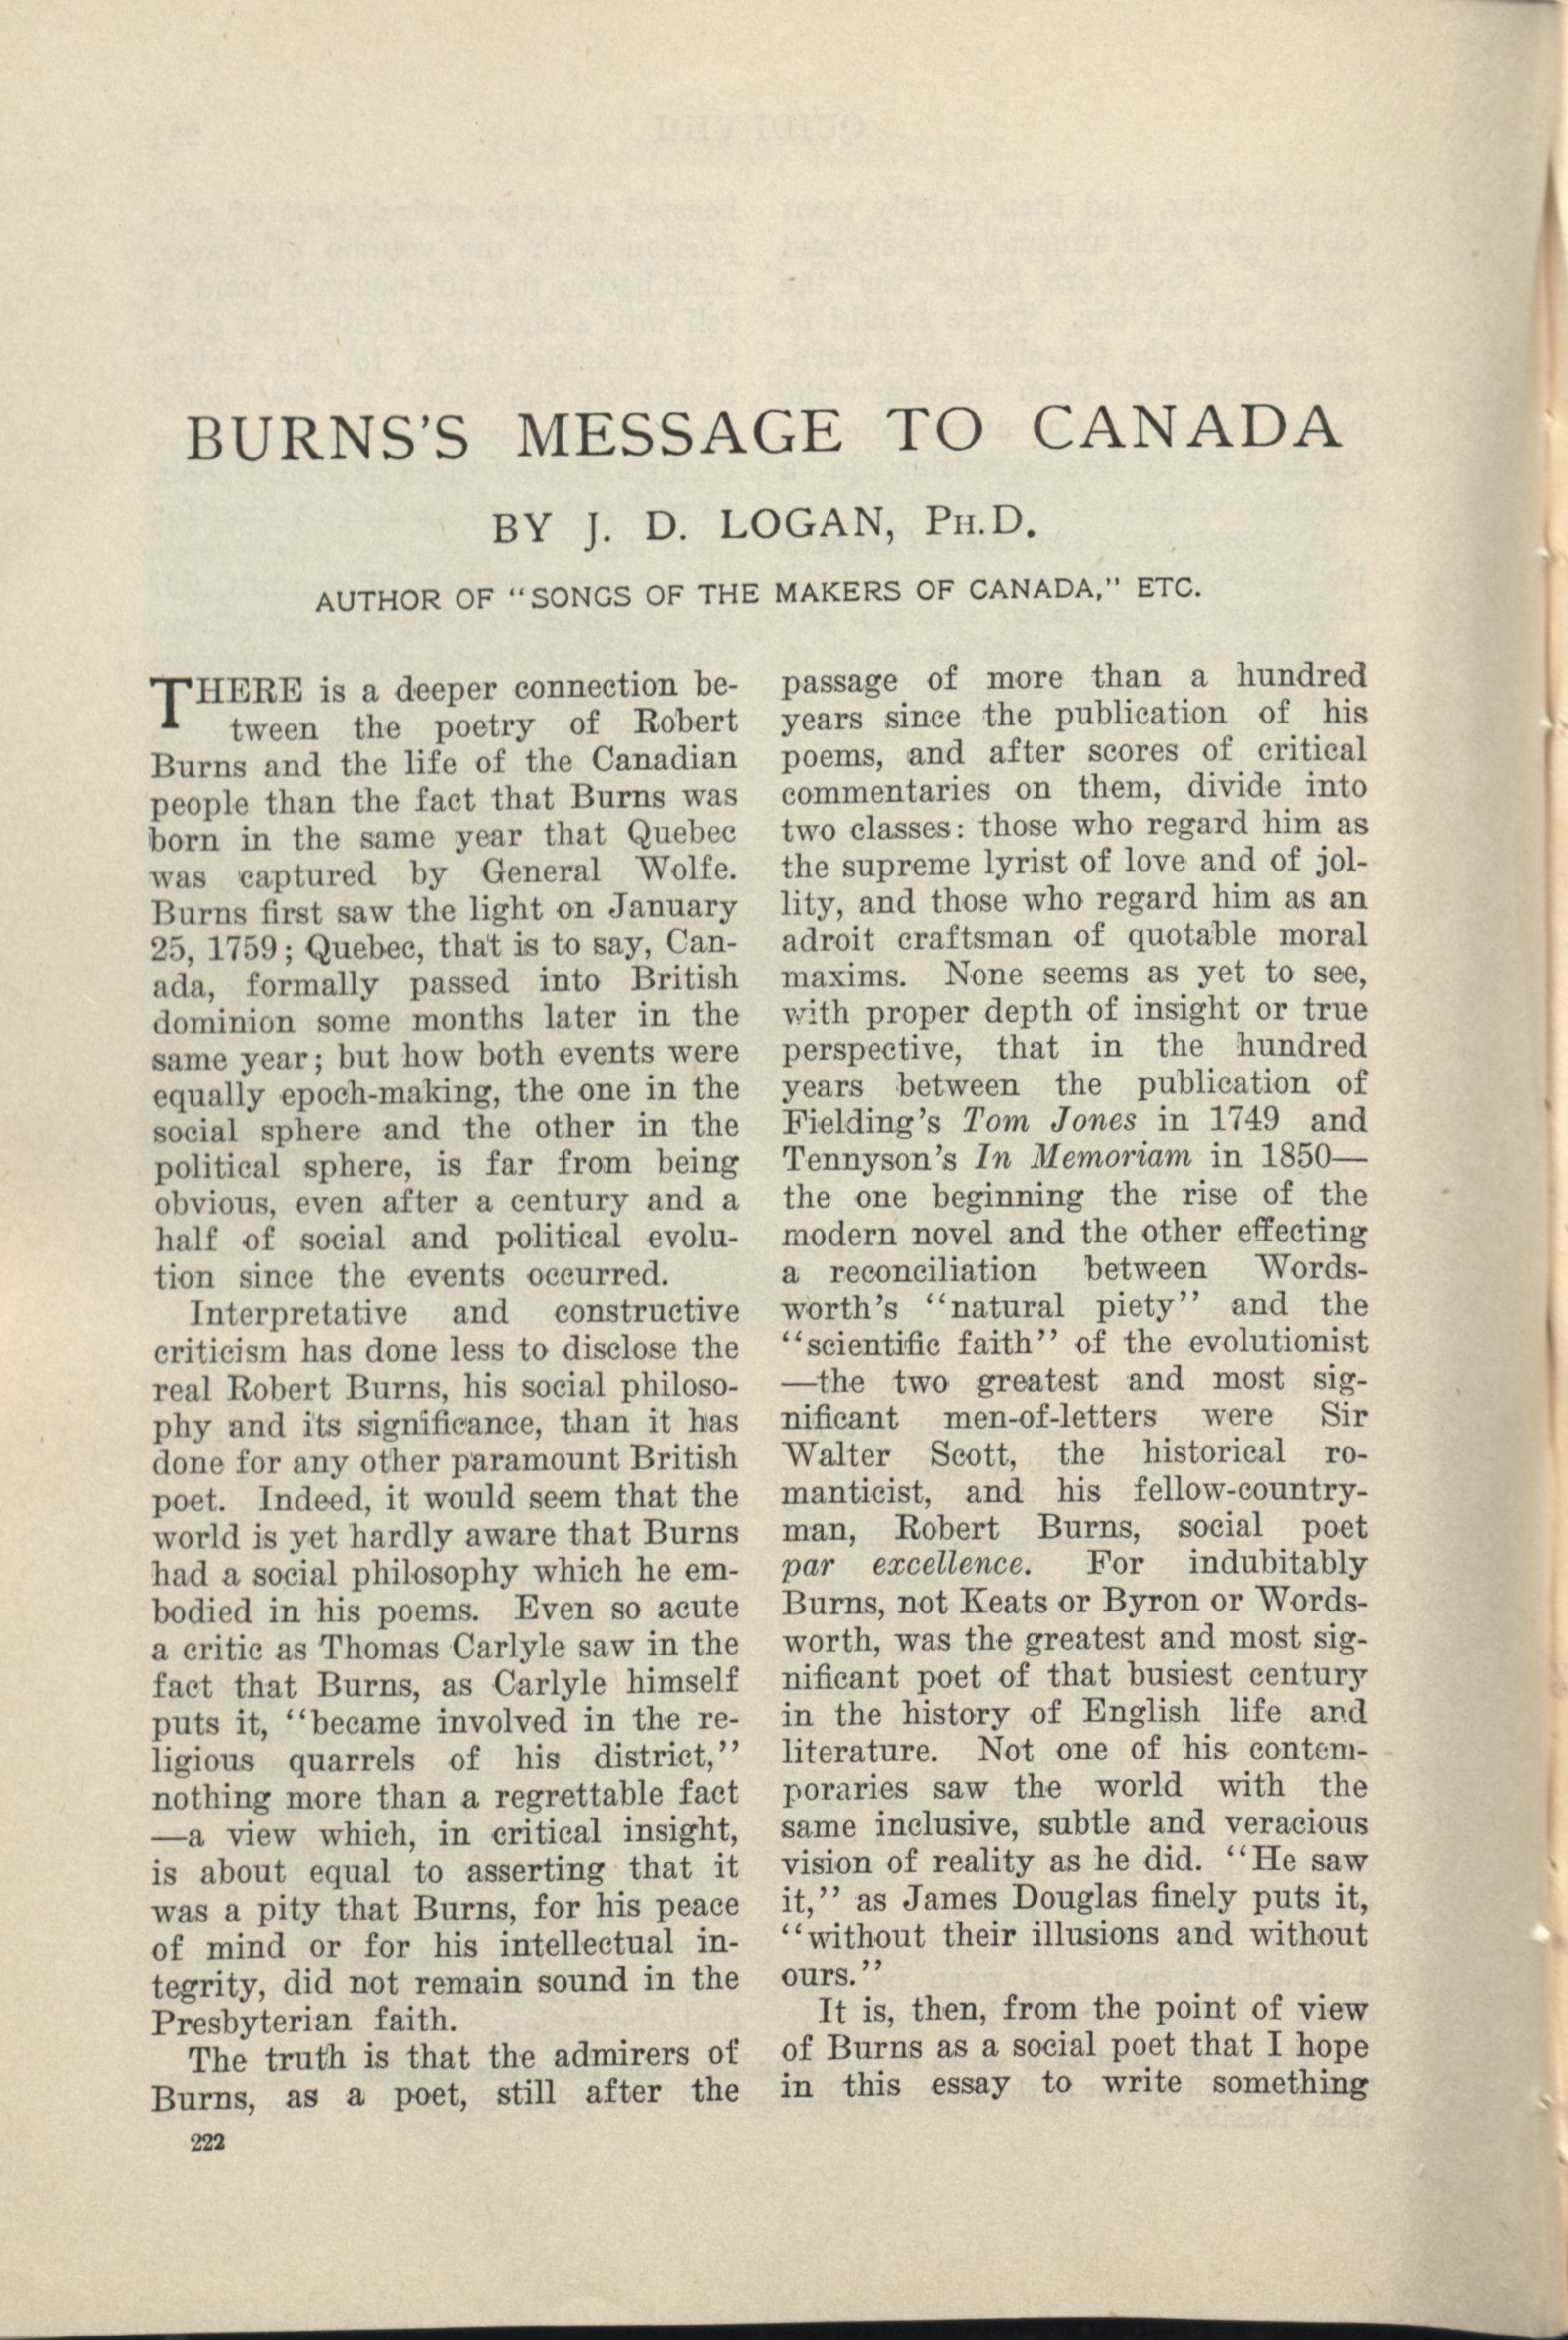 BURNS'S MESSAGE TO CANADA
BY J. D. LOGAN, PH.D.
AUTHOR OF "SONGS OF THE MAKERS OF CANADA," ETC.
THERE is a deeper connection be-
tween the poetry of Robert
Burns and the life of the Canadian
people than the fact that Burns was
born in the same year that Quebec
was captured by General Wolfe.
Burns first saw the light on January
25, 1759; Quebec, that is to say, Can-
ada, formally passed into British
dominion some months later in the
same year; but how both events were
equally epoch-making, the one in the
social sphere and the other in the
political sphere, is far from being
obvious, even after a century and a
half of social and political evolu-
tion since the events occurred.
Interpretative and constructive
criticism has done less to disclose the
real Robert Burns, his social philoso-
phy and its significance, than it has
done for any other paramount British
poet. Indeed, it would seem that the
world is yet hardly aware that Burns
had a social philosophy which he em-
bodied in his poems. Even so acute
a critic as Thomas Carlyle saw in the
fact that Burns, as Carlyle himself
puts it, "became involved in the re-
ligious quarrels of his district,"
nothing more than a regrettable fact
—a view which, in critical insight,
is about equal to asserting that it
was a pity that Burns, for his peace
of mind or for his intellectual in-
tegrity, did not remain sound in the
Presbyterian faith.
The truth is that the admirers of
Burns, as a poet, still after the
222
passage of more than a hundred
years since the publication of his
poems, and after scores of critical
commentaries on them, divide into
two classes: those who regard him as
the supreme lyrist of love and of jol-
lity, and those who regard him as an
adroit craftsman of quotable moral
maxims. None seems as yet to see,
with proper depth of insight or true
perspective, that in the hundred
years between the publication of
Fielding's Tom Jones in 1749 and
Tennyson's In Memoriam in 1850—
the one beginning the rise of the
modern novel and the other effecting
a reconciliation between Words-
worth's "natural piety" and the
"scientific faith" of the evolutionist
—the two greatest and most sig-
nificant men-of-letters were Sir
Walter Scott, the historical ro-
manticist, and his fellow-country-
man, Robert Burns, social poet
par excellence. For indubitably
Burns, not Keats or Byron or Words-
worth, was the greatest and most sig-
nificant poet of that busiest century
in the history of English life and
literature. Not one of his contem-
poraries saw the world with the
same inclusive, subtle and veracious
vision of reality as he did. "He saw
it," as James Douglas finely puts it,
"without their illusions and without
ours."
It is, then, from the point of view
of Burns as a social poet that I hope
in this essay to write something